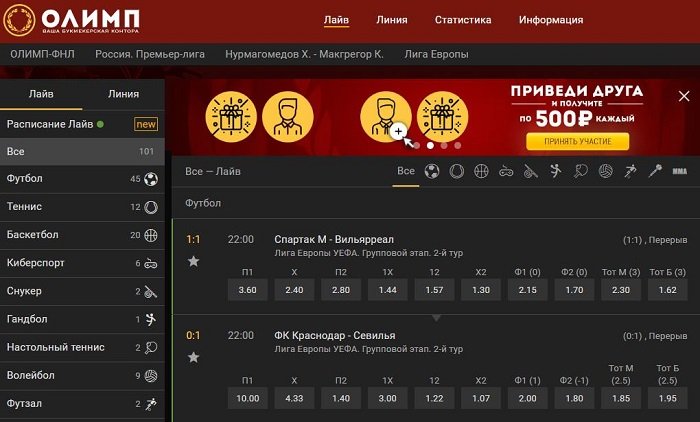 ОЛИМП
ВАША БУКМЕКЕРСКАЯ КОНТОРА
Лайв Линия Статистика Информация
ОЛИМП-ФНЛ Россия. Премьер-лига Нурмагомедов Х. - Макгрегор К. Лига Европы
Лайв Линия
Расписание Лайв new
Все 101
Футбол 45
Теннис 12
Баскетбол 20
Киберспорт 6
Снукер 2
Гандбол 1
Настольный теннис 2
Волейбол 9
Футзал 2
ПРИВЕДИ ДРУГА
И ПОЛУЧИТЕ
ПО 500₽ КАЖДЫЙ
ПРИНЯТЬ УЧАСТИЕ
Все — Лайв Все MMA
Футбол
1:1 22:00 Спартак М - Вильярреал (1:1) , Перерыв
Лига Европы УЕФА. Групповой этап. 2-й тур
П1 X П2 1X 12 X2 Ф1 (0) Ф2 (0) Тот М (3) Тот Б (3)
3.60 2.40 2.80 1.44 1.57 1.30 2.15 1.70 2.30 1.62
0:1 22:00 ФК Краснодар - Севилья (0:1) , Перерыв
Лига Европы УЕФА. Групповой этап. 2-й тур
П1 X П2 1X 12 X2 Ф1 (1) Ф2 (-1) Тот М (2.5) Тот Б (2.5)
10.00 4.33 1.40 3.00 1.22 1.07 2.00 1.80 1.85 1.95